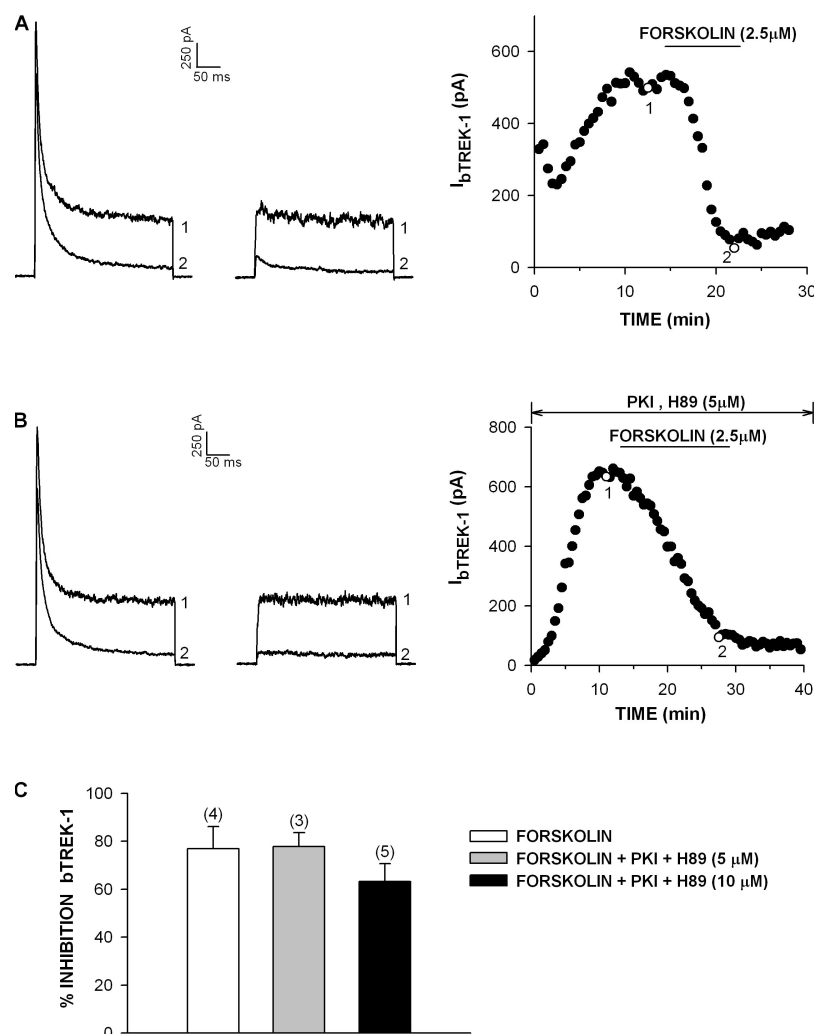 A
250 pA
50 ms
1
2
1
2
FORSKOLIN (2.5µM)
600
400
200
0
I bTREK-1 (pA)
1
2
0 10 20 30
TIME (min)
B
250 pA
50 ms
1
2
1
2
PKI , H89 (5µM)
FORSKOLIN (2.5µM)
800
600
400
200
0
I bTREK-1 (pA)
1
2
0 10 20 30 40
TIME (min)
C
% INHIBITION bTREK-1
100
80
60
40
20
0
(4)
(3)
(5)
FORSKOLIN
FORSKOLIN + PKI + H89 (5 µM)
FORSKOLIN + PKI + H89 (10 µM)